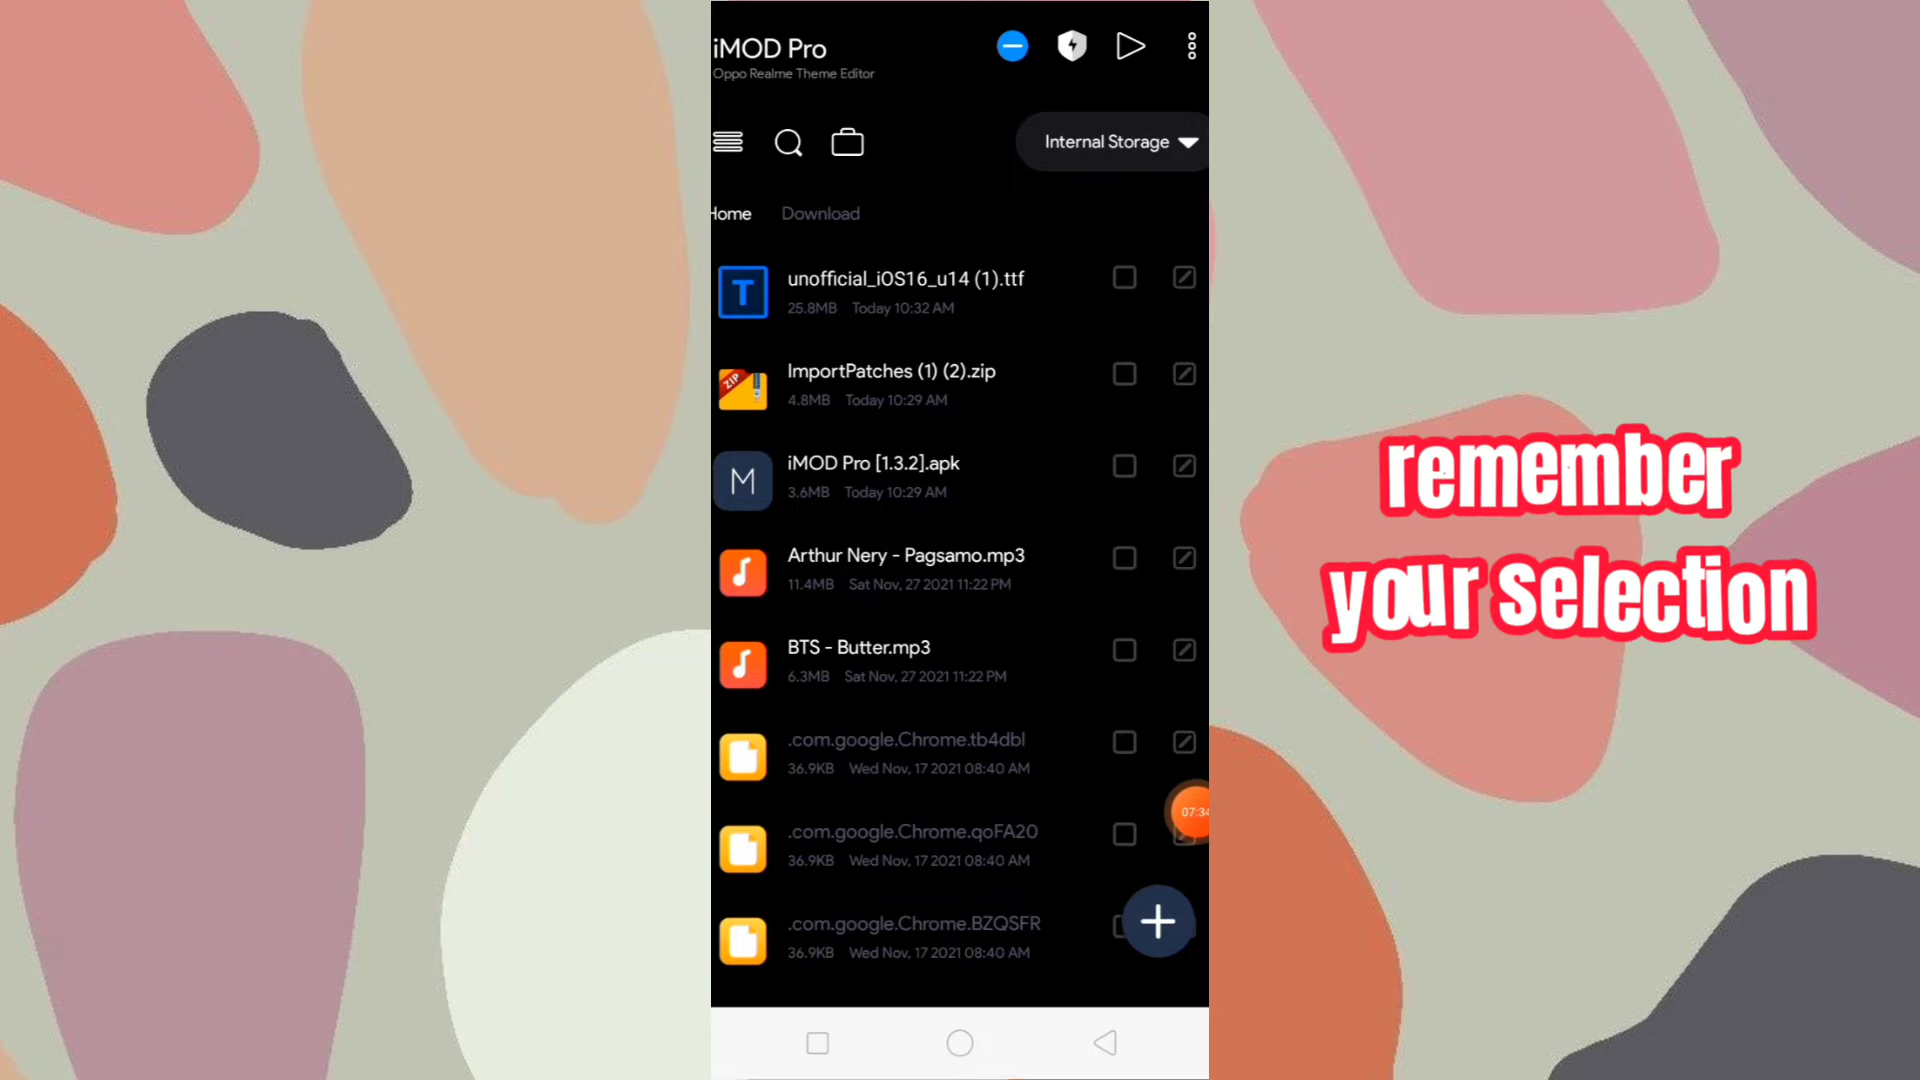 iMOD Pro
Oppo Realme Theme Editor
Internal Storage
Home Download
unofficial_iOS16_u14 (1).ttf
25.8MB Today 10:32 AM
ImportPatches (1) (2).zip
ZIP
4.8MB Today 10:29 AM
iMOD Pro [1.3.2].apk
M
3.6MB Today 10:29 AM
Arthur Nery - Pagsamo.mp3
11.4MB Sat Nov, 27 2021 11:22 PM
BTS - Butter.mp3
6.3MB Sat Nov, 27 2021 11:22 PM
.com.google.Chrome.tb4dbl
36.9KB Wed Nov, 17 2021 08:40 AM
07:34
.com.google.Chrome.qoFA20
36.9KB Wed Nov, 17 2021 08:40 AM
.com.google.Chrome.BZQSFR
36.9KB Wed Nov, 17 2021 08:40 AM
remember
your selection